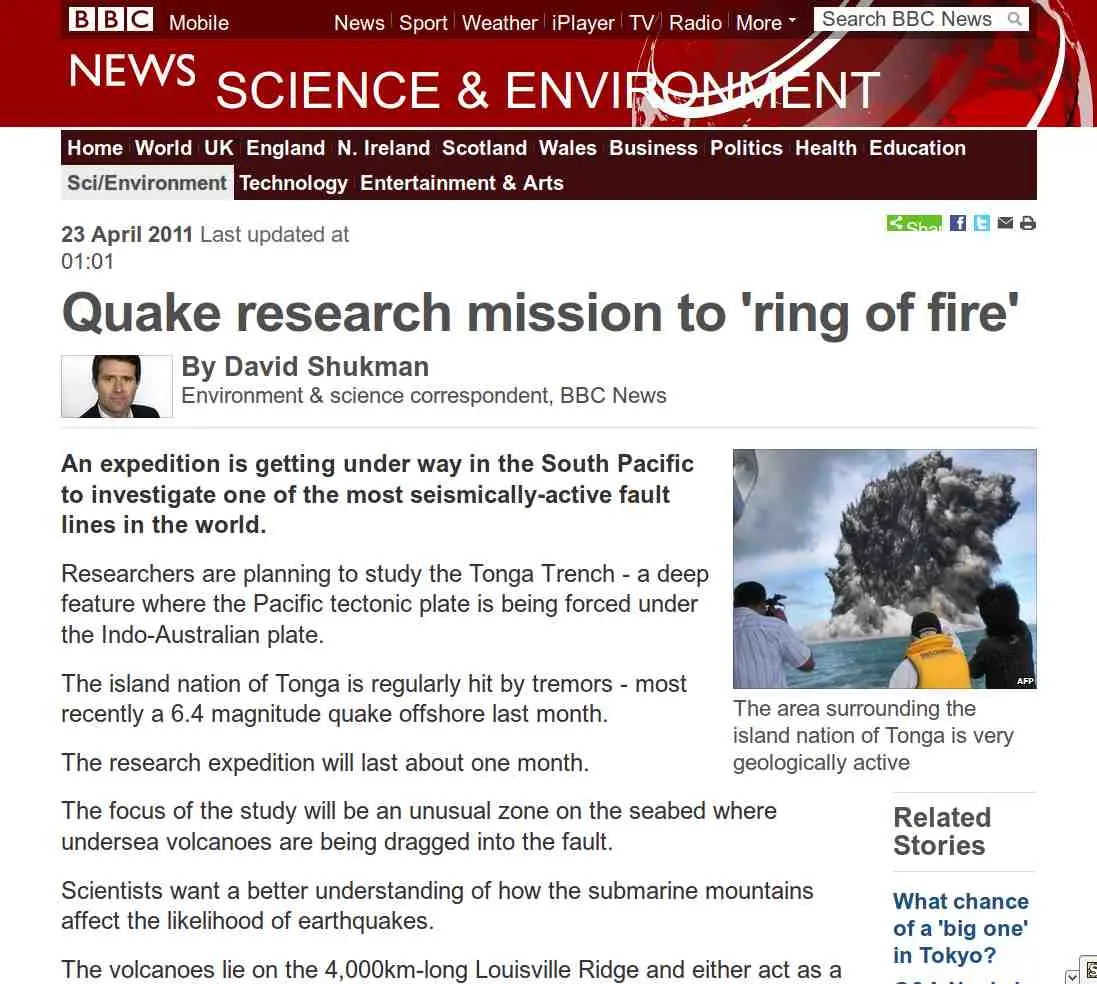 BBC Mobile News Sport Weather iPlayer TV Radio More Search BBC News
NEWS SCIENCE & ENVIRONMENT
Home World UK England N. Ireland Scotland Wales Business Politics Health Education
Sci/Environment Technology Entertainment & Arts
23 April 2011 Last updated at
01:01
Quake research mission to 'ring of fire'
By David Shukman
Environment & science correspondent, BBC News
An expedition is getting under way in the South Pacific
to investigate one of the most seismically-active fault
lines in the world.
Researchers are planning to study the Tonga Trench - a deep
feature where the Pacific tectonic plate is being forced under
the Indo-Australian plate.
The island nation of Tonga is regularly hit by tremors - most
recently a 6.4 magnitude quake offshore last month.
The research expedition will last about one month.
AFP
The area surrounding the
island nation of Tonga is very
geologically active
The focus of the study will be an unusual zone on the seabed where
undersea volcanoes are being dragged into the fault.
Scientists want a better understanding of how the submarine mountains
affect the likelihood of earthquakes.
The volcanoes lie on the 4,000km-long Louisville Ridge and either act as a
Related
Stories
What chance
of a 'big one'
in Tokyo?